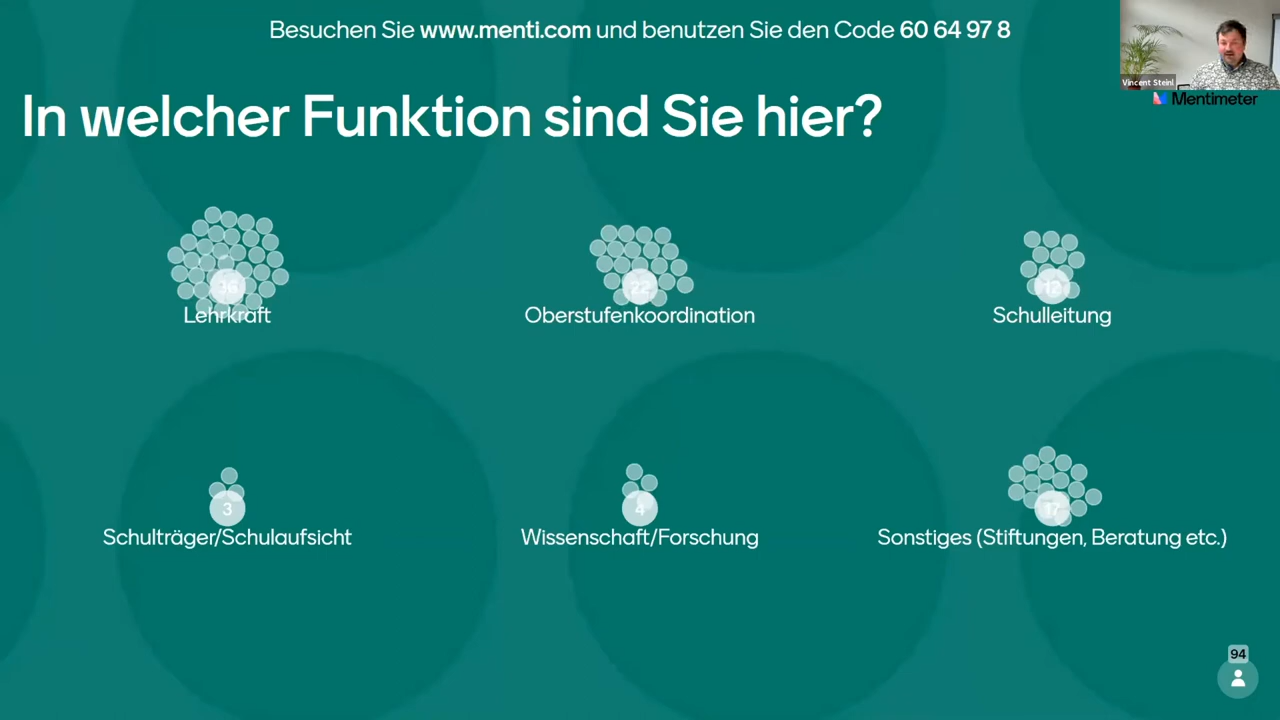 Besuchen Sie www.menti.com und benutzen Sie den Code 60 64 97 8
Vincent Steinl
Mentimeter
In welcher Funktion sind Sie hier?
36
22
12
Lehrkraft
Oberstufenkoordination
Schulleitung
3
4
17
Schulträger/Schulaufsicht
Wissenschaft/Forschung
Sonstiges (Stiftungen, Beratung etc.)
94